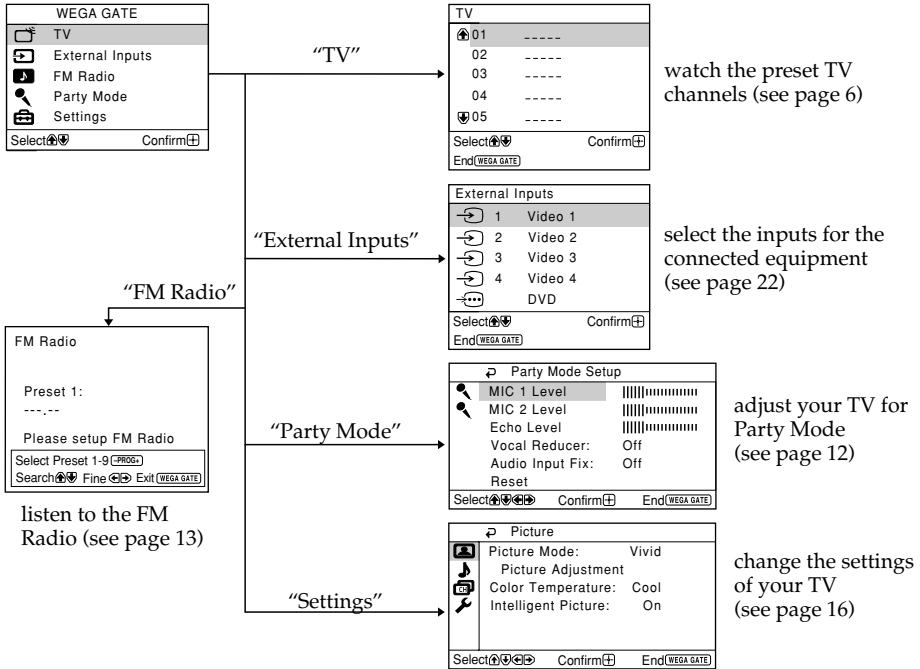 WEGA GATE
TV
External Inputs
FM Radio
Party Mode
Settings
Select Confirm
"TV"
TV
01 -----
02 -----
03 -----
04 -----
05 -----
Select Confirm
End WEGA GATE
watch the preset TV
channels (see page 6)
"External Inputs"
External Inputs
1 Video 1
2 Video 2
3 Video 3
4 Video 4
DVD
Select Confirm
End WEGA GATE
select the inputs for the
connected equipment
(see page 22)
"FM Radio"
FM Radio
Preset 1:
---.--
Please setup FM Radio
Select Preset 1-9 -PROG+
Search Fine Exit WEGA GATE
listen to the FM
Radio (see page 13)
"Party Mode"
Party Mode Setup
MIC 1 Level
MIC 2 Level
Echo Level
Vocal Reducer: Off
Audio Input Fix: Off
Reset
Select Confirm End WEGA GATE
adjust your TV for
Party Mode
(see page 12)
"Settings"
Picture
Picture Mode: Vivid
Picture Adjustment
Color Temperature: Cool
Intelligent Picture: On
CH
Select Confirm End WEGA GATE
change the settings
of your TV
(see page 16)